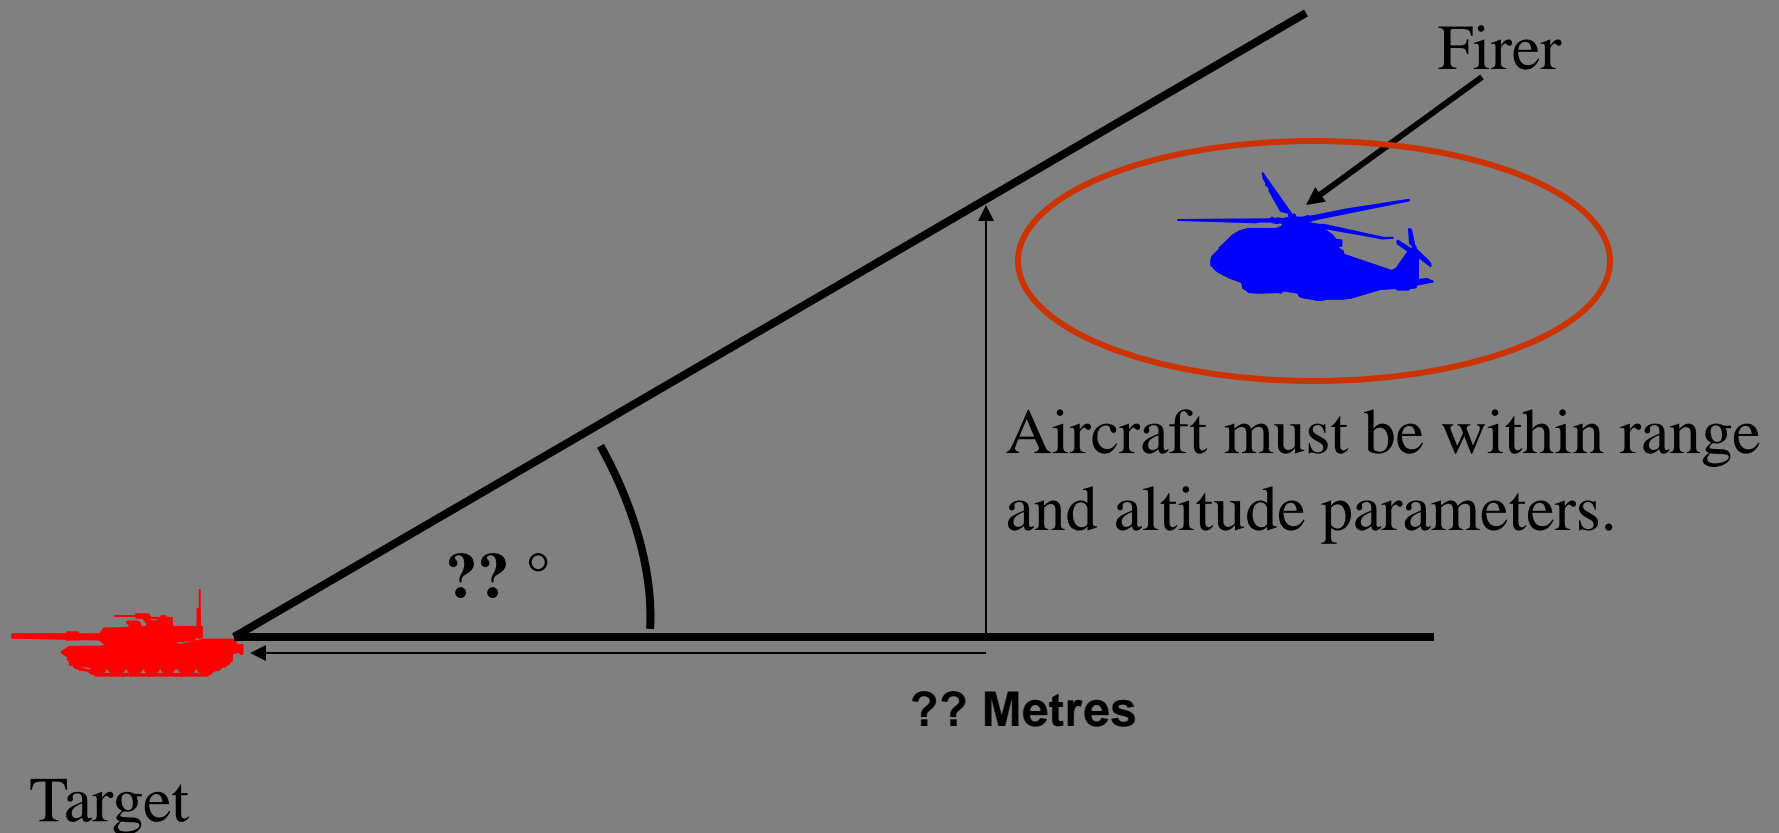 Firer
Aircraft must be within range
and altitude parameters.
?? °
?? Metres
Target